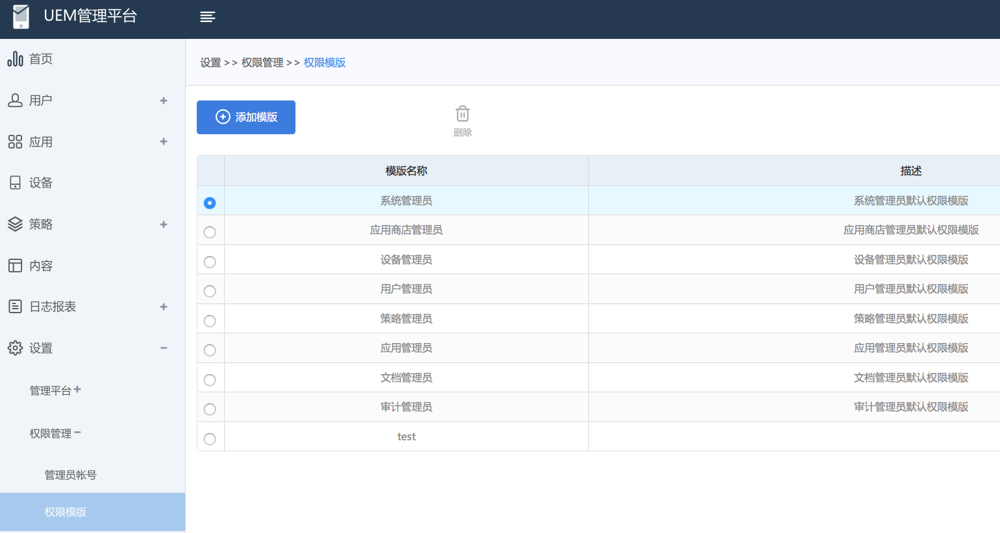 UEM管理平台
首页
用户
应用
设备
策略
内容
日志报表
设置
管理平台
权限管理
管理员帐号
权限模版
设置 >> 权限管理 >> 权限模版
添加模版
删除
模版名称 描述
系统管理员 系统管理员默认权限模版
应用商店管理员 应用商店管理员默认权限模版
设备管理员 设备管理员默认权限模版
用户管理员 用户管理员默认权限模版
策略管理员 策略管理员默认权限模版
应用管理员 应用管理员默认权限模版
文档管理员 文档管理员默认权限模版
审计管理员 审计管理员默认权限模版
test